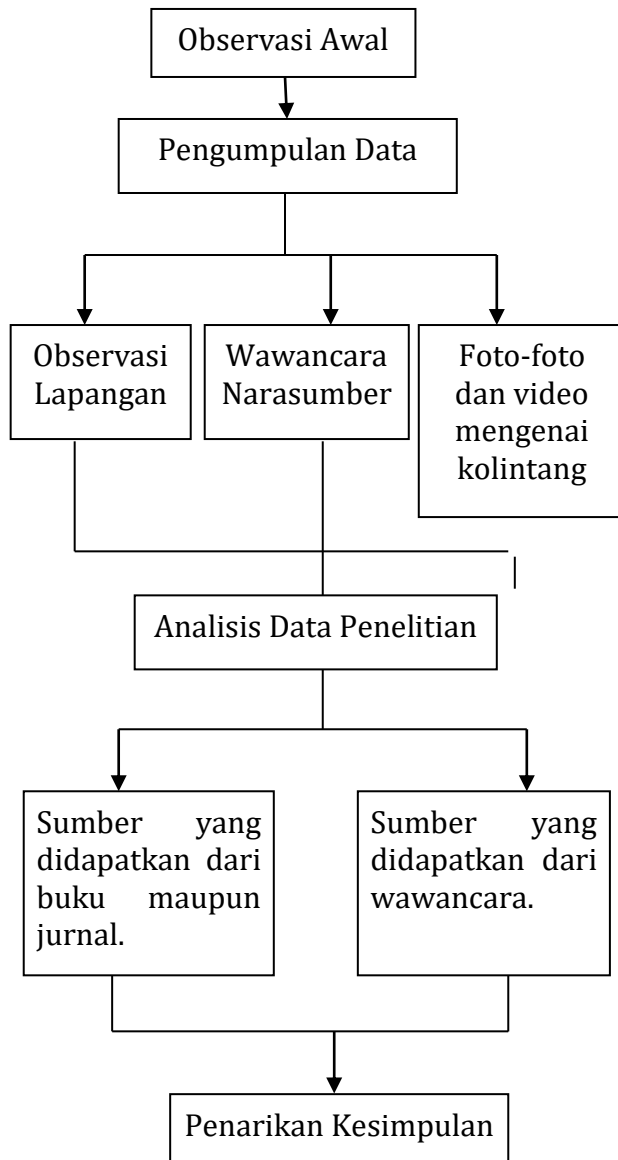 Observasi Awal
Pengumpulan Data
Observasi
Lapangan
Wawancara
Narasumber
Foto-foto
dan video
mengenai
kolintang
Analisis Data Penelitian
Sumber yang
didapatkan dari
buku maupun
jurnal.
Sumber yang
didapatkan dari
wawancara.
Penarikan Kesimpulan